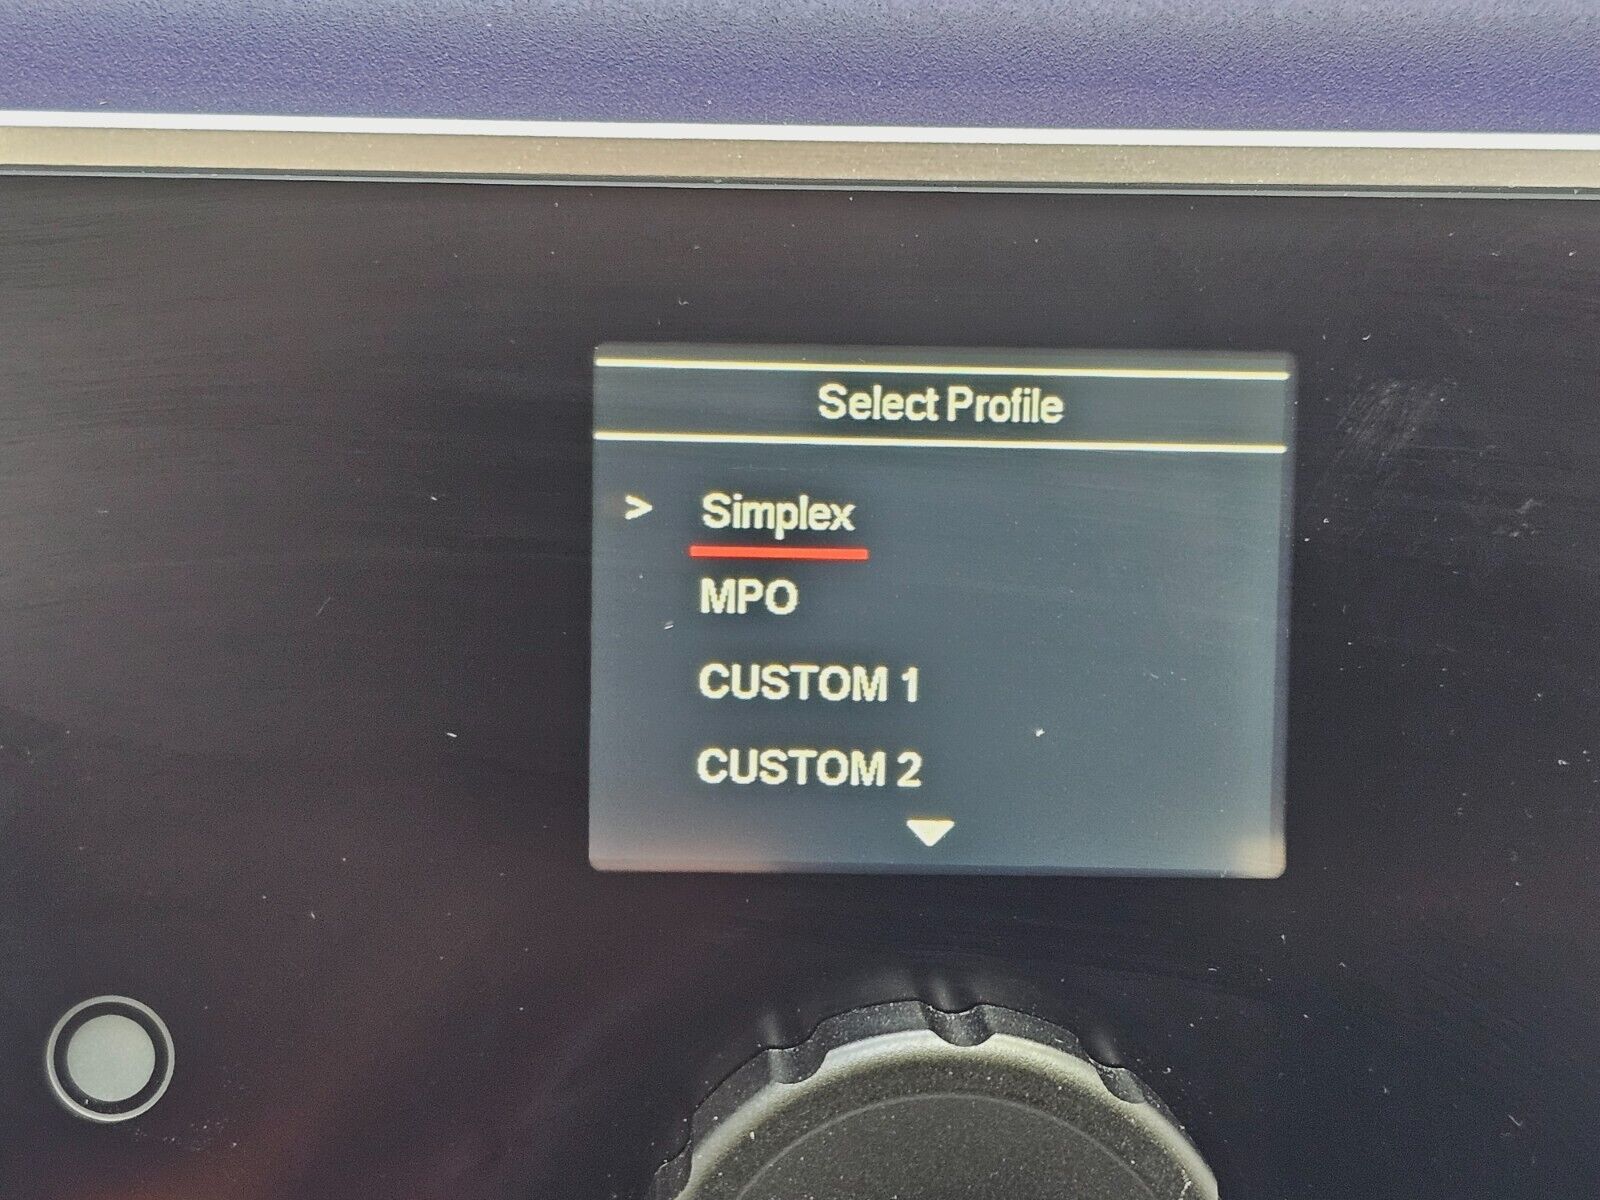 Select Profile
> Simplex
MPO
CUSTOM 1
CUSTOM 2